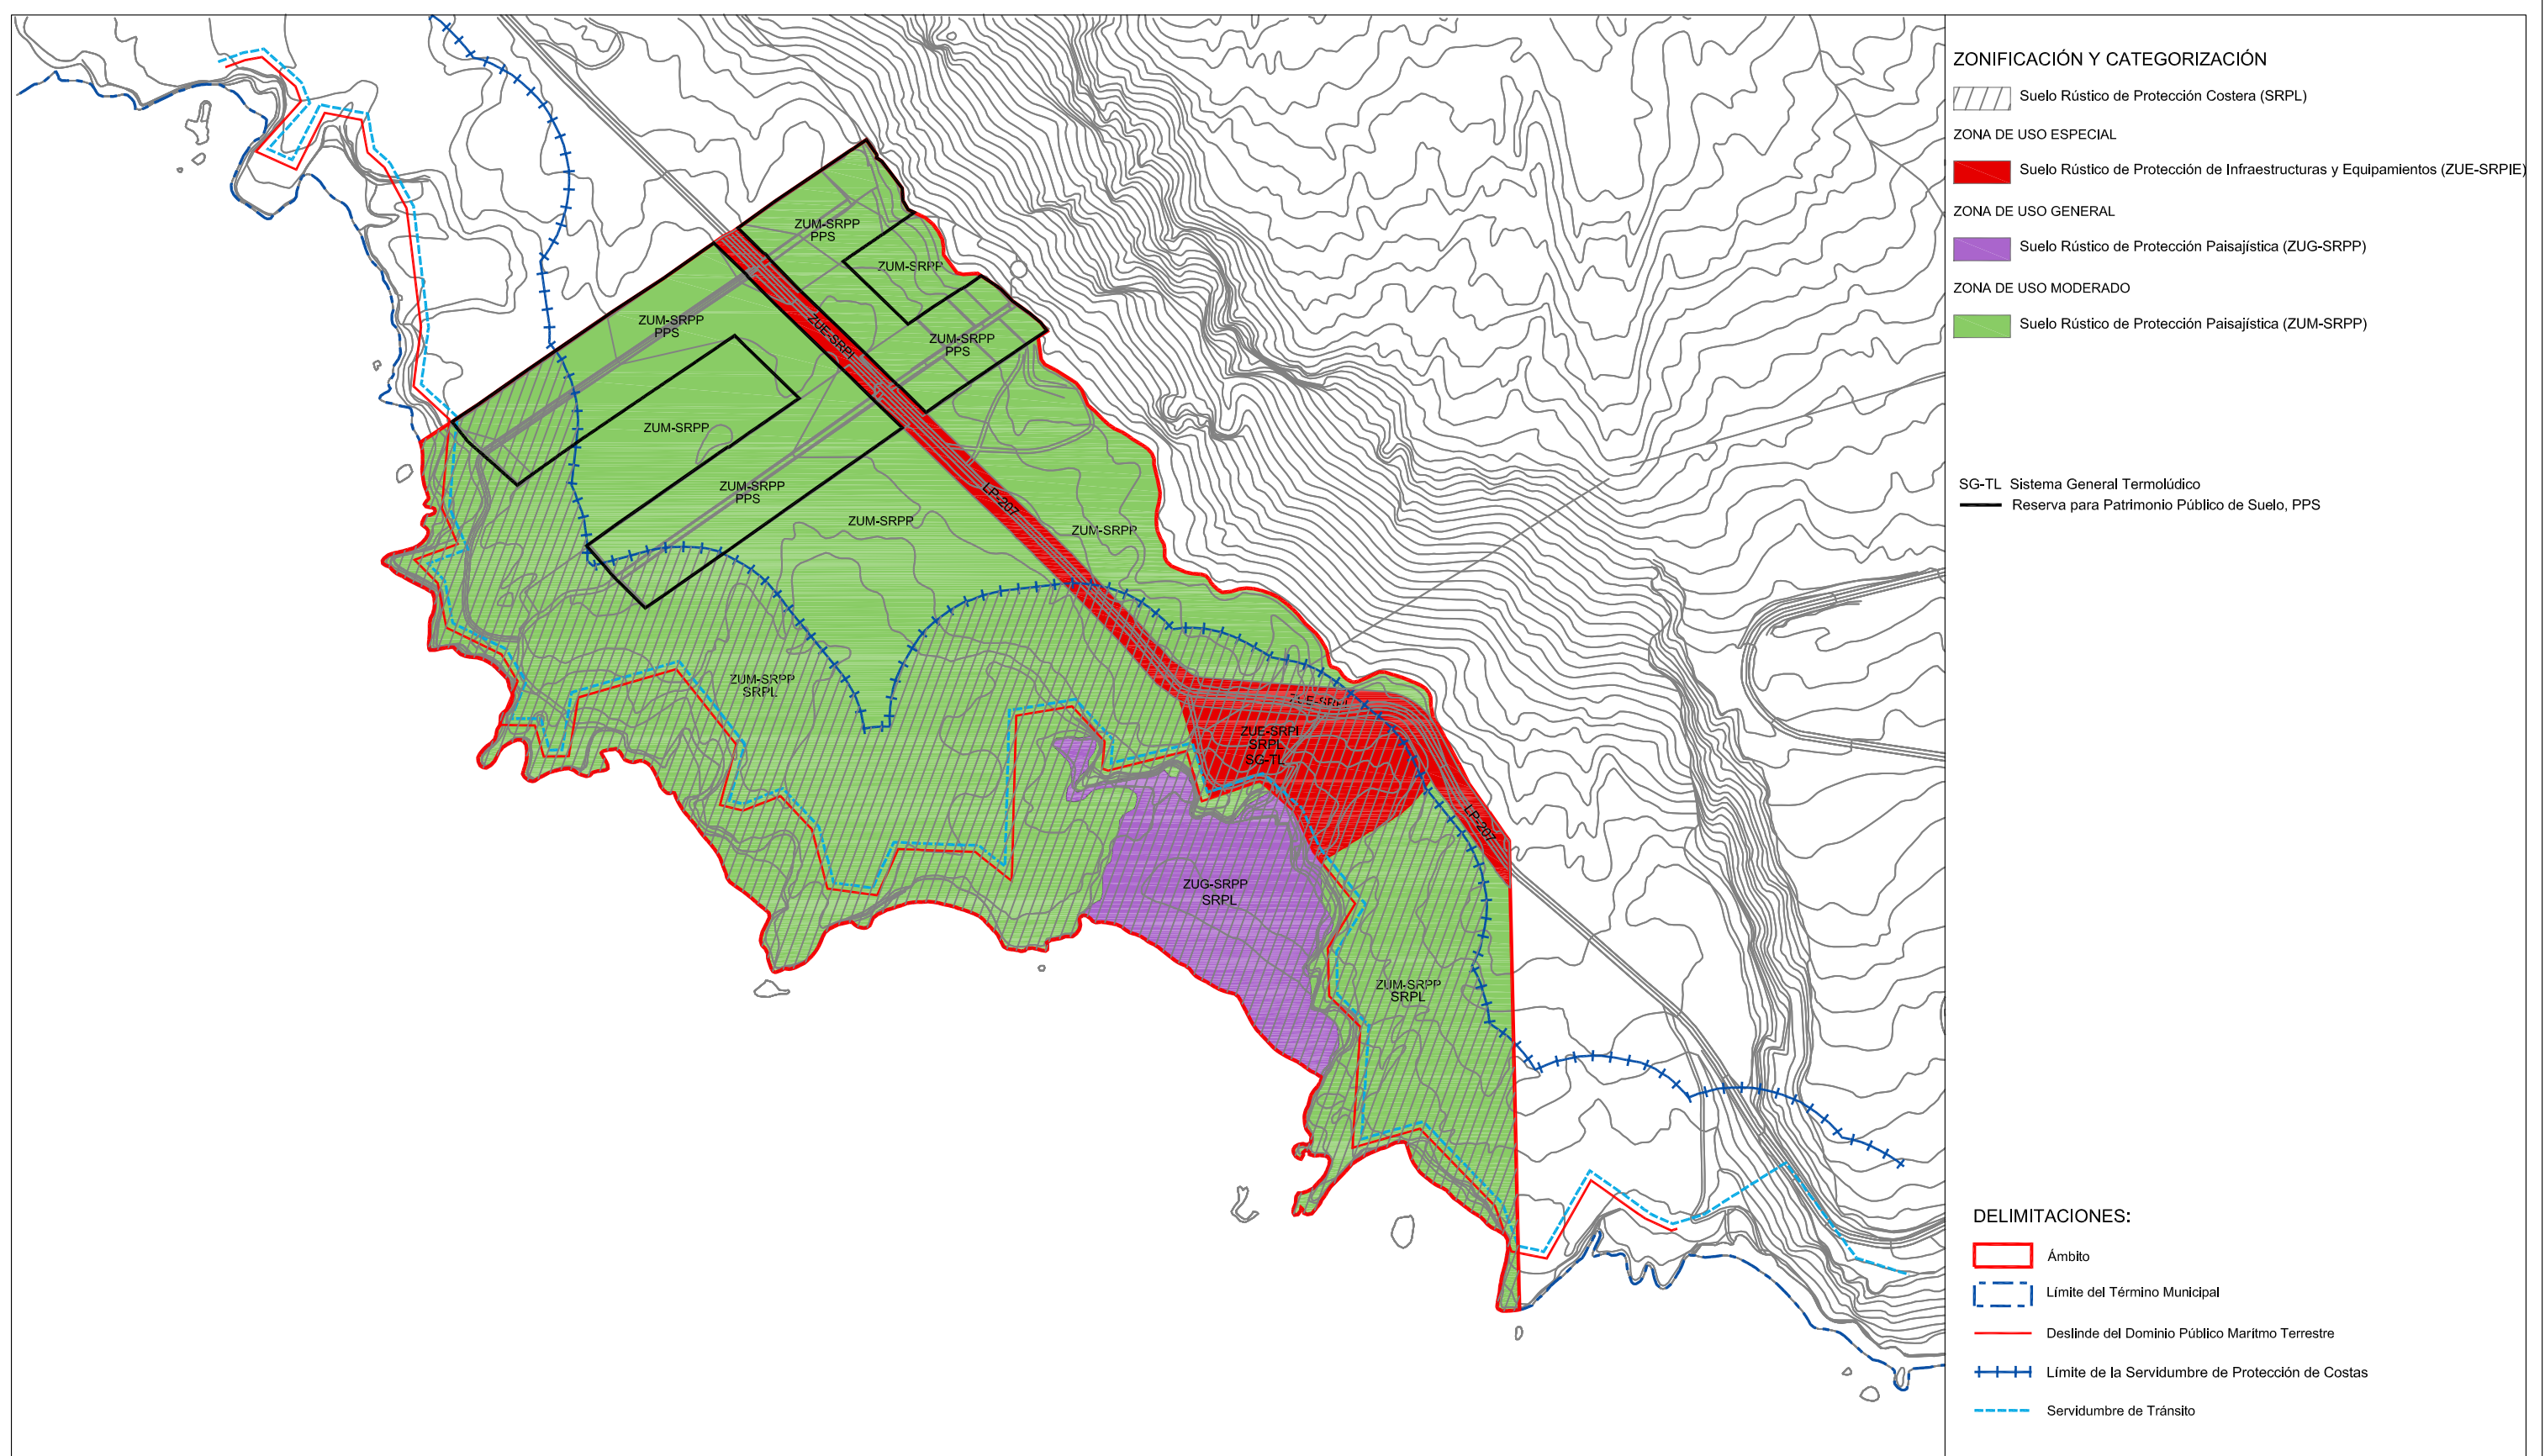 ZUM-SRPP
PPS
ZUM-SRPP
ZUM-SRPP
PPS
ZUE-SRPL
ZUM-SRPP
PPS
ZUM-SRPP
ZUM-SRPP
PPS
LP-207
ZUM-SRPP
ZUM-SRPP
ZUM-SRPP
SRPL
ZUE-SRPI
SRPL
SG-TL
LP-207
ZUG-SRPP
SRPL
ZUM-SRPP
SRPL
ZONIFICACIÓN Y CATEGORIZACIÓN
Suelo Rústico de Protección Costera (SRPL)
ZONA DE USO ESPECIAL
Suelo Rústico de Protección de Infraestructuras y Equipamientos (ZUE-SRPIE)
ZONA DE USO GENERAL
Suelo Rústico de Protección Paisajística (ZUG-SRPP)
ZONA DE USO MODERADO
Suelo Rústico de Protección Paisajística (ZUM-SRPP)
SG-TL Sistema General Termolúdico
Reserva para Patrimonio Público de Suelo, PPS
DELIMITACIONES:
Ámbito
Límite del Término Municipal
Deslinde del Dominio Público Marítmo Terrestre
Límite de la Servidumbre de Protección de Costas
Servidumbre de Tránsito